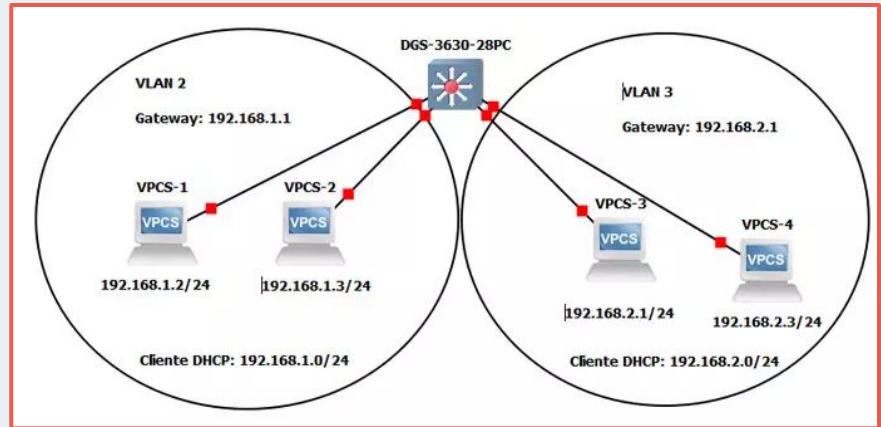 DGS-3630-28PC
VLAN 2
Gateway: 192.168.1.1
VLAN 3
Gateway: 192.168.2.1
VPCS-1
VPCS
192.168.1.2/24
VPCS-2
VPCS
192.168.1.3/24
VPCS-3
VPCS
192.168.2.1/24
VPCS-4
VPCS
192.168.2.3/24
Cliente DHCP: 192.168.1.0/24
Cliente DHCP: 192.168.2.0/24